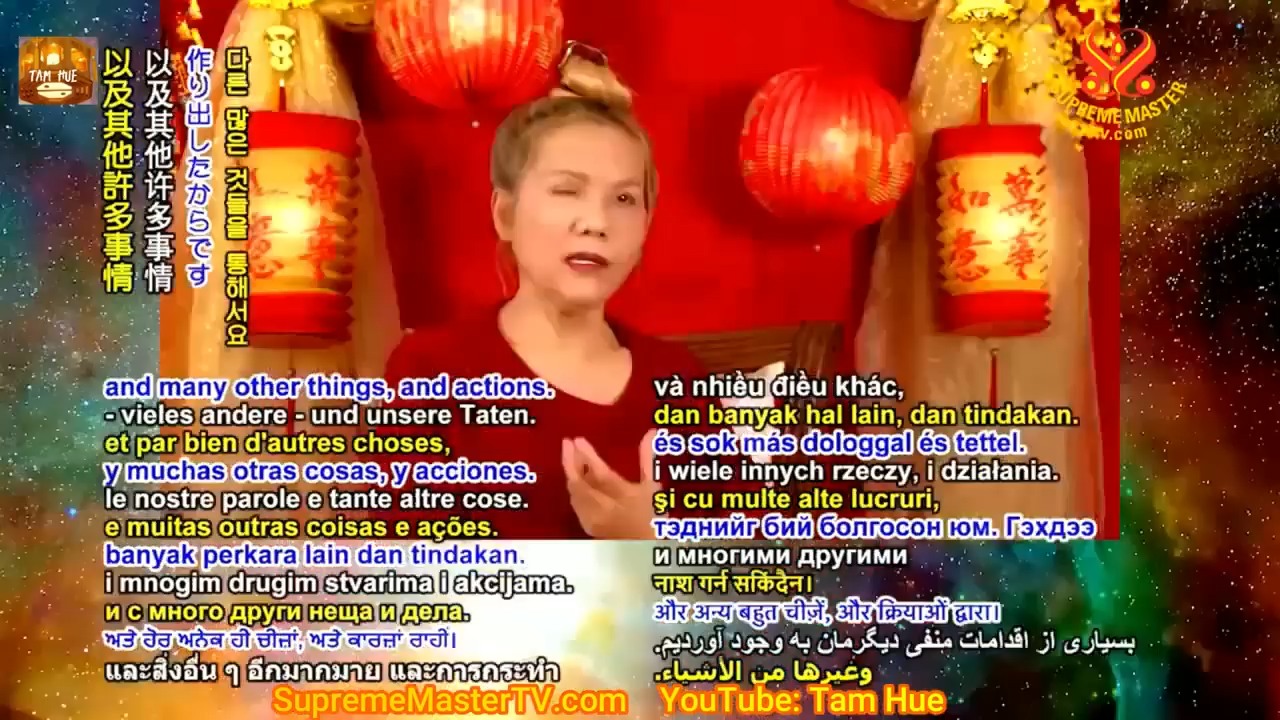 TAM HUE
以及其他許多事情
以及其他许多事情
作り出したからです
다른 많은 것들을 통해서요
SUPREME MASTER
TV.com
萬事
如意
and many other things, and actions.
- vieles andere - und unsere Taten.
et par bien d'autres choses,
y muchas otras cosas, y acciones.
le nostre parole e tante altre cose.
e muitas outras coisas e ações.
banyak perkara lain dan tindakan.
i mnogim drugim stvarima i akcijama.
и с много други неща и дела.
ਅਤੇ ਹੋਰ ਅਨੇਕ ਹੀ ਚੀਜ਼ਾਂ, ਅਤੇ ਕਾਰਜ਼ਾਂ ਰਾਹੀਂ।
และสิ่งอื่น ๆ อีกมากมาย และการกระทำ
và nhiều điều khác,
dan banyak hal lain, dan tindakan.
és sok más dologgal és tettel.
i wiele innych rzeczy, i działania.
şi cu multe alte lucruri,
тэднийг бий болгосон юм. Гэхдээ
и многими другими
नाश गर्न सकिंदैन।
और अन्य बहुत चीज़ें, और क्रियाओं द्वारा।
بسیاری از اقدامات منفی دیگرمان به وجود آوردیم.
وغيرها من الأشياء.
SupremeMasterTV.com YouTube: Tam Hue